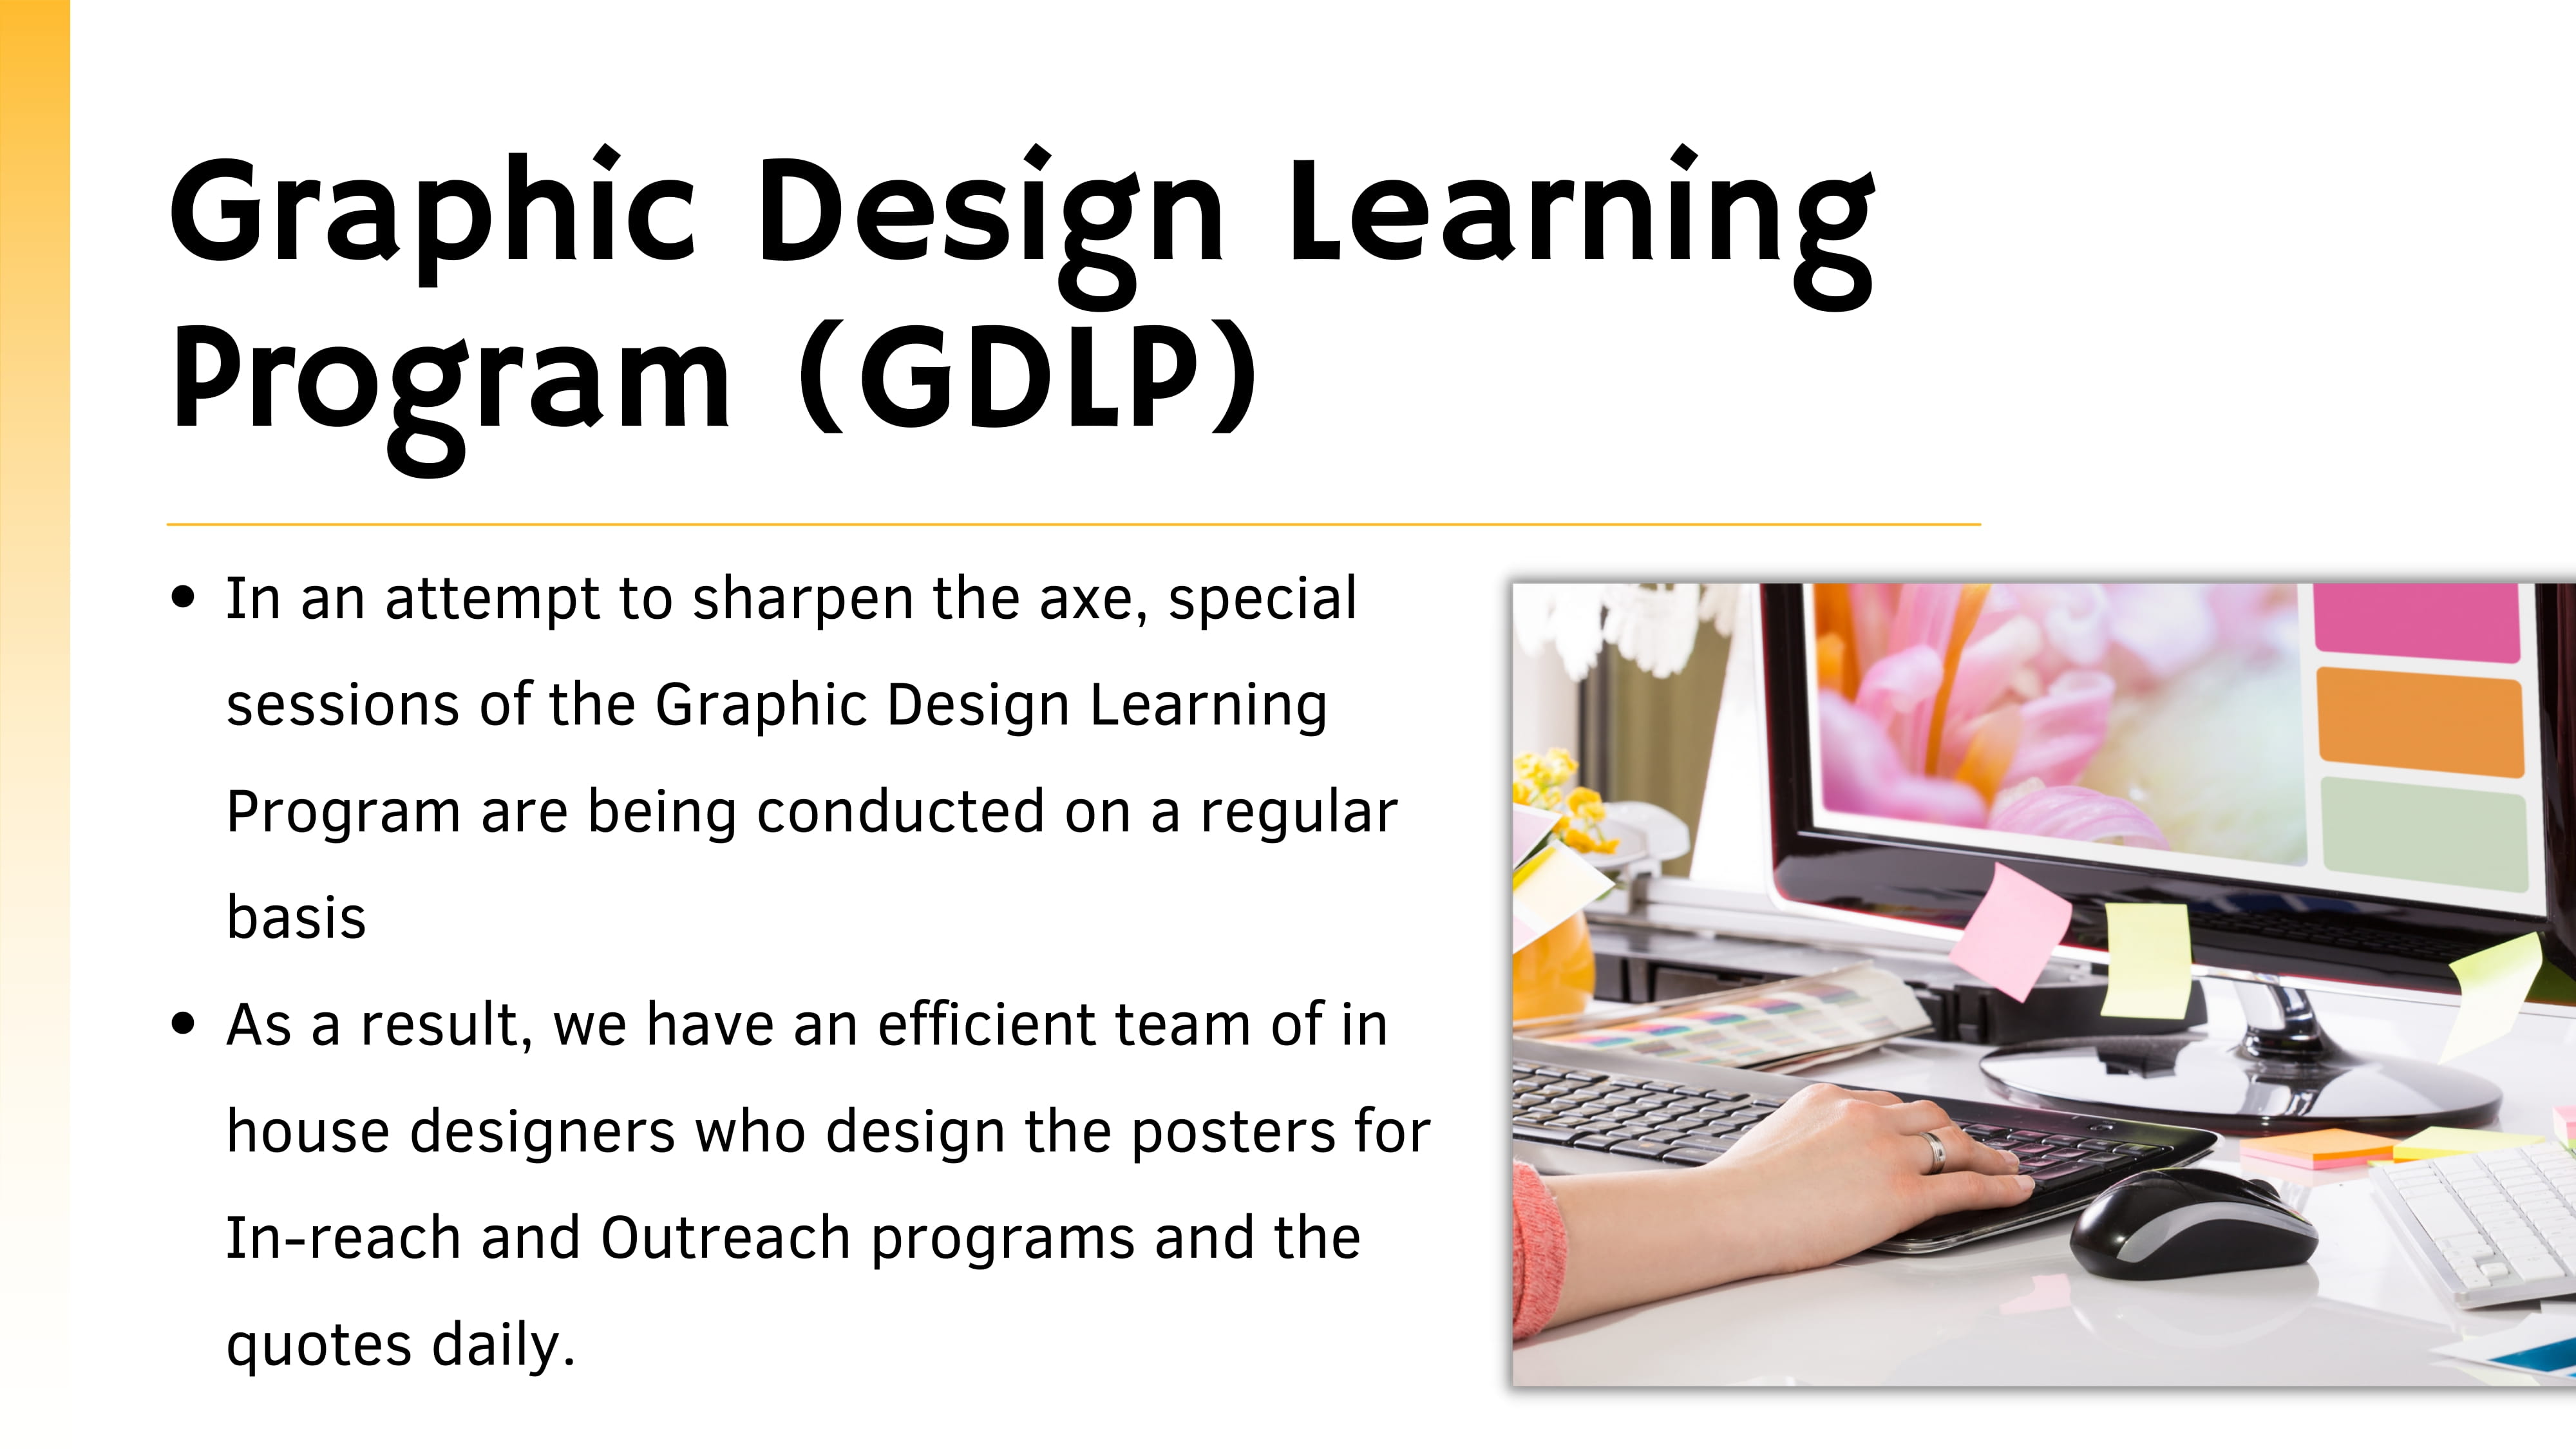 Graphic Design Learning
Program (GDLP)
• In an attempt to sharpen the axe, special
sessions of the Graphic Design Learning
Program are being conducted on a regular
basis
• As a result, we have an efficient team of in
house designers who design the posters for
In-reach and Outreach programs and the
quotes daily.